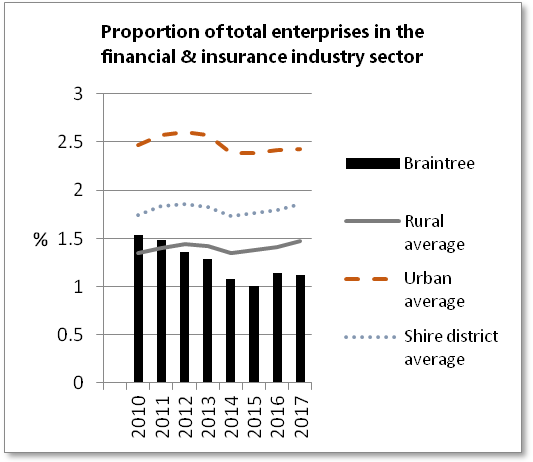 Proportion of total enterprises in the
financial & insurance industry sector
3
2.5
2
1.5
1
0.5
0
%
2010
2011
2012
2013
2014
2015
2016
2017
Braintree
Rural
average
Urban
average
Shire district
average